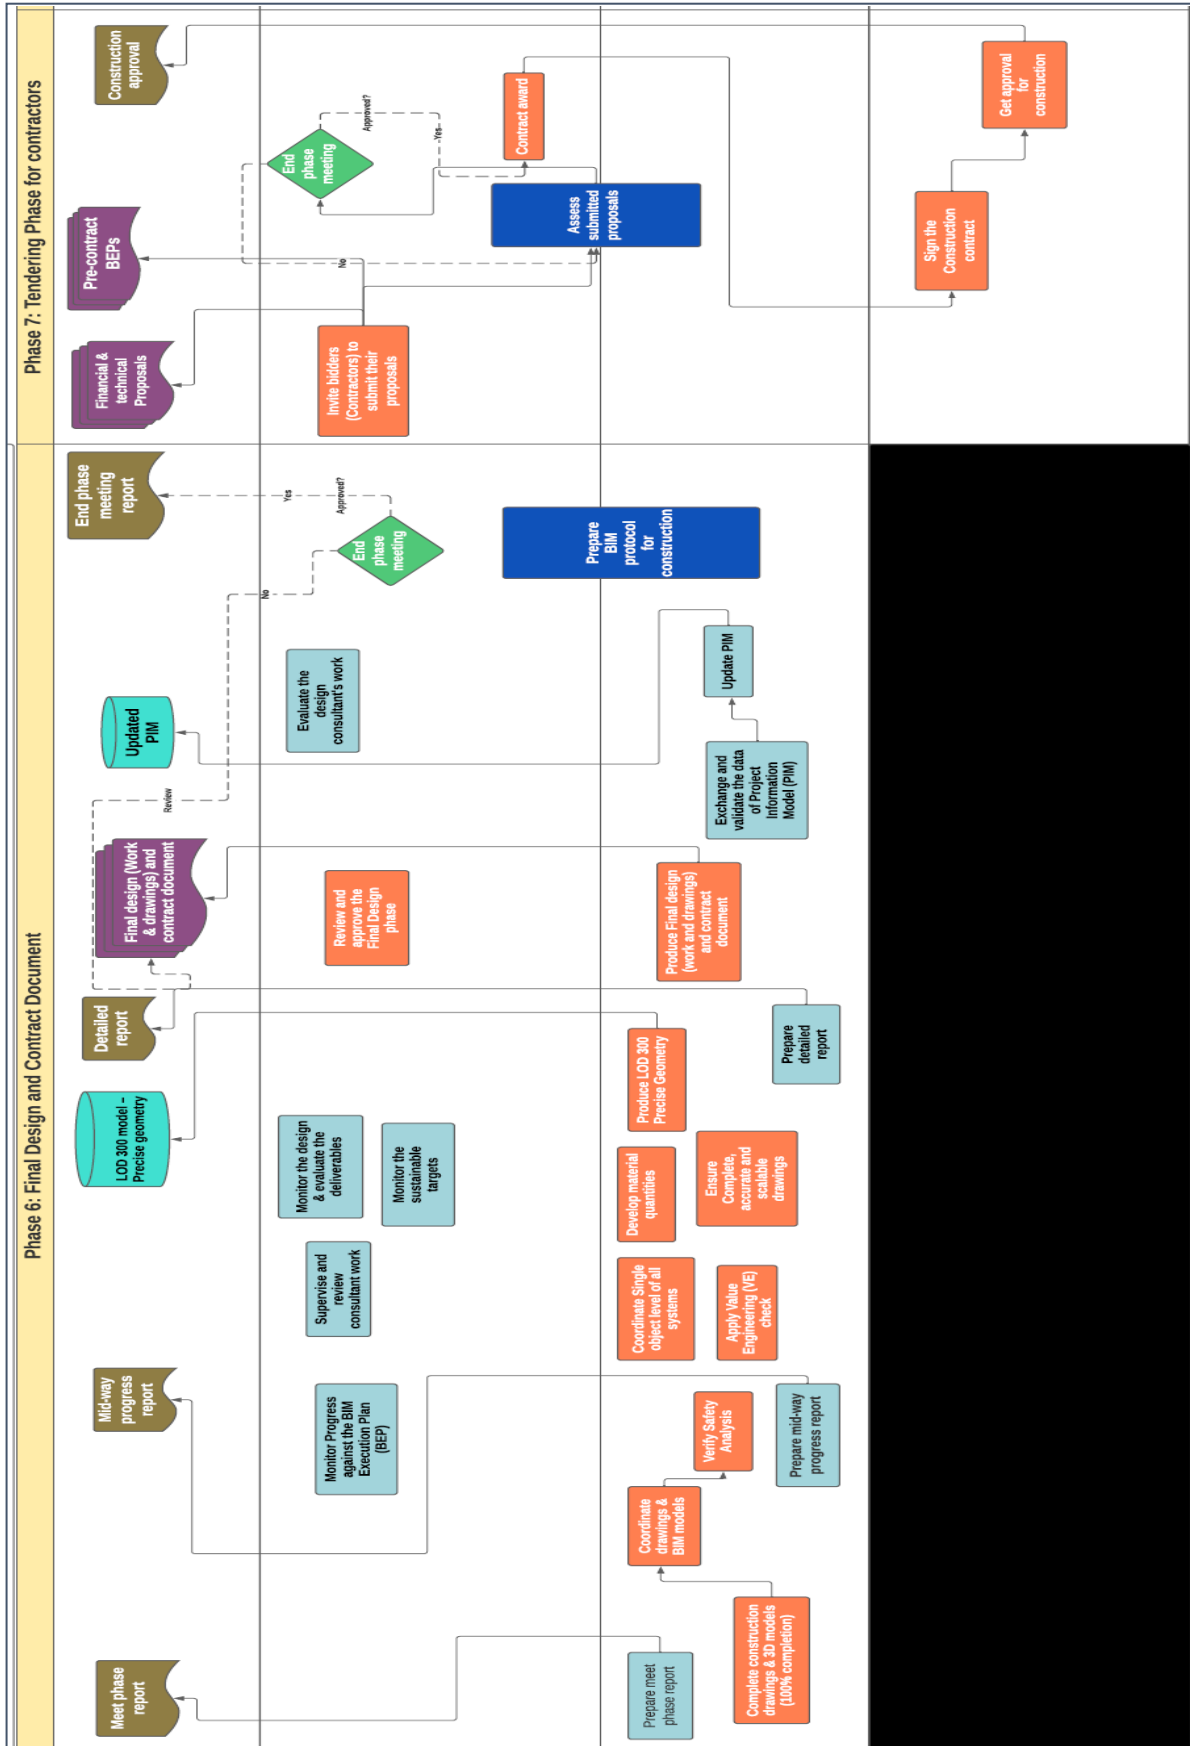 Phase 6: Final Design and Contract Document
Phase 7: Tendering Phase for contractors
Meet phase
report
Mid-way
progress
report
LOD 300 model –
Precise geometry
Detailed
report
Final design (Work
& drawings) and
contract document
Updated
PIM
End phase
meeting
report
Financial &
technical
Proposals
Pre-contract
BEPs
Construction
approval
Review
No
Yes
Approved?
Monitor Progress
against the BIM
Execution Plan
(BEP)
Supervise and
review
consultant work
Monitor the design
& evaluate the
deliverables
Monitor the
sustainable
targets
Review and
approve the
Final Design
phase
Evaluate the
design
consultant's work
End
phase
meeting
Invite bidders
(Contractors) to
submit their
proposals
No
End
phase
meeting
Approved?
Yes
Prepare meet
phase report
Complete construction
drawings & 3D models
(100% completion)
Coordinate
drawings &
BIM models
Verify Safety
Analysis
Prepare mid-way
progress report
Coordinate Single
object level of all
systems
Apply Value
Engineering (VE)
check
Develop material
quantities
Ensure
Complete,
accurate and
scalable
drawings
Produce LOD 300
Precise Geometry
Prepare
detailed
report
Produce Final design
(work and drawings)
and contract
document
Exchange and
validate the data
of Project
Information
Model (PIM)
Update PIM
Prepare
BIM
protocol
for
construction
Assess
submitted
proposals
Contract award
Sign the
Construction
contract
Get approval
for
construction